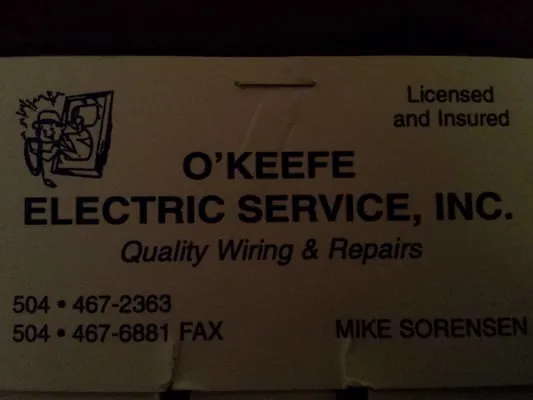 Licensed
and Insured
O'KEEFE
ELECTRIC SERVICE, INC.
Quality Wiring & Repairs
504 • 467-2363
504 • 467-6881 FAX
MIKE SORENSEN